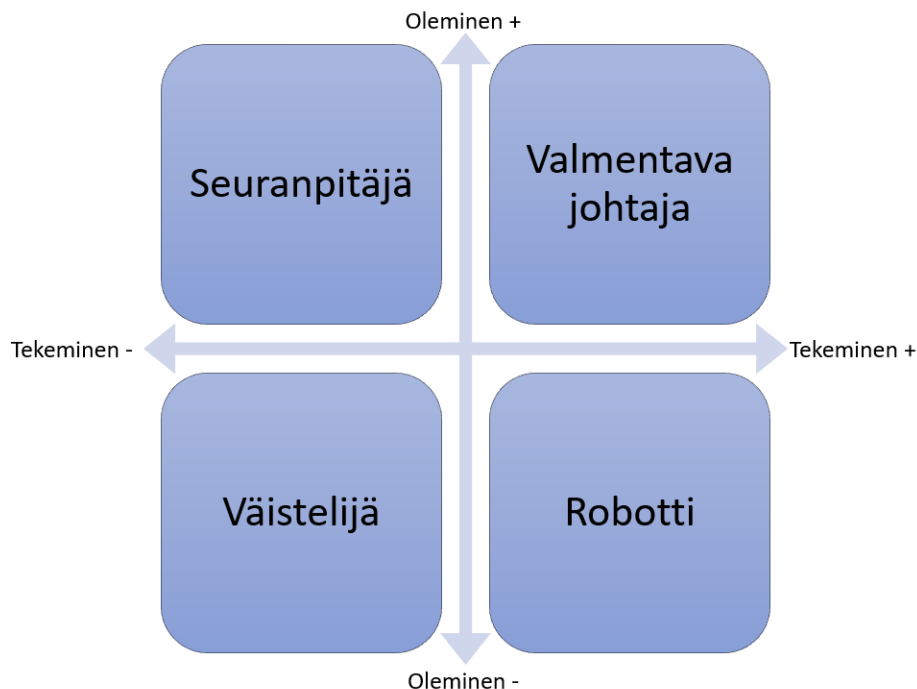 Oleminen +
Seuranpitäjä
Valmentava
johtaja
Tekeminen -
Tekeminen +
Väistelijä
Robotti
Oleminen -